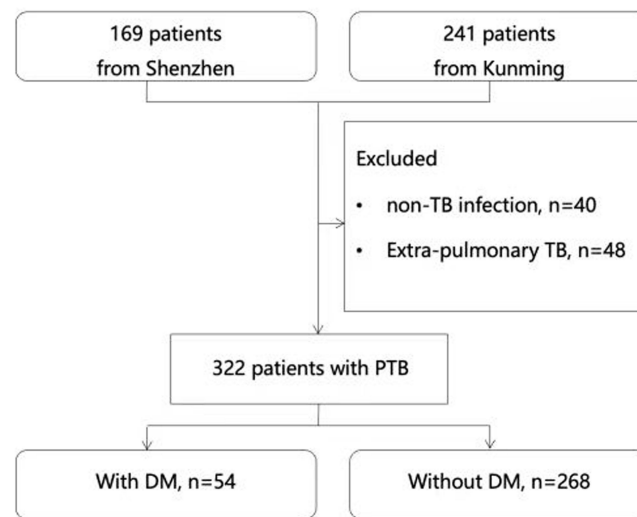 169 patients
from Shenzhen
241 patients
from Kunming
Excluded
• non-TB infection, n=40
• Extra-pulmonary TB, n=48
322 patients with PTB
With DM, n=54
Without DM, n=268